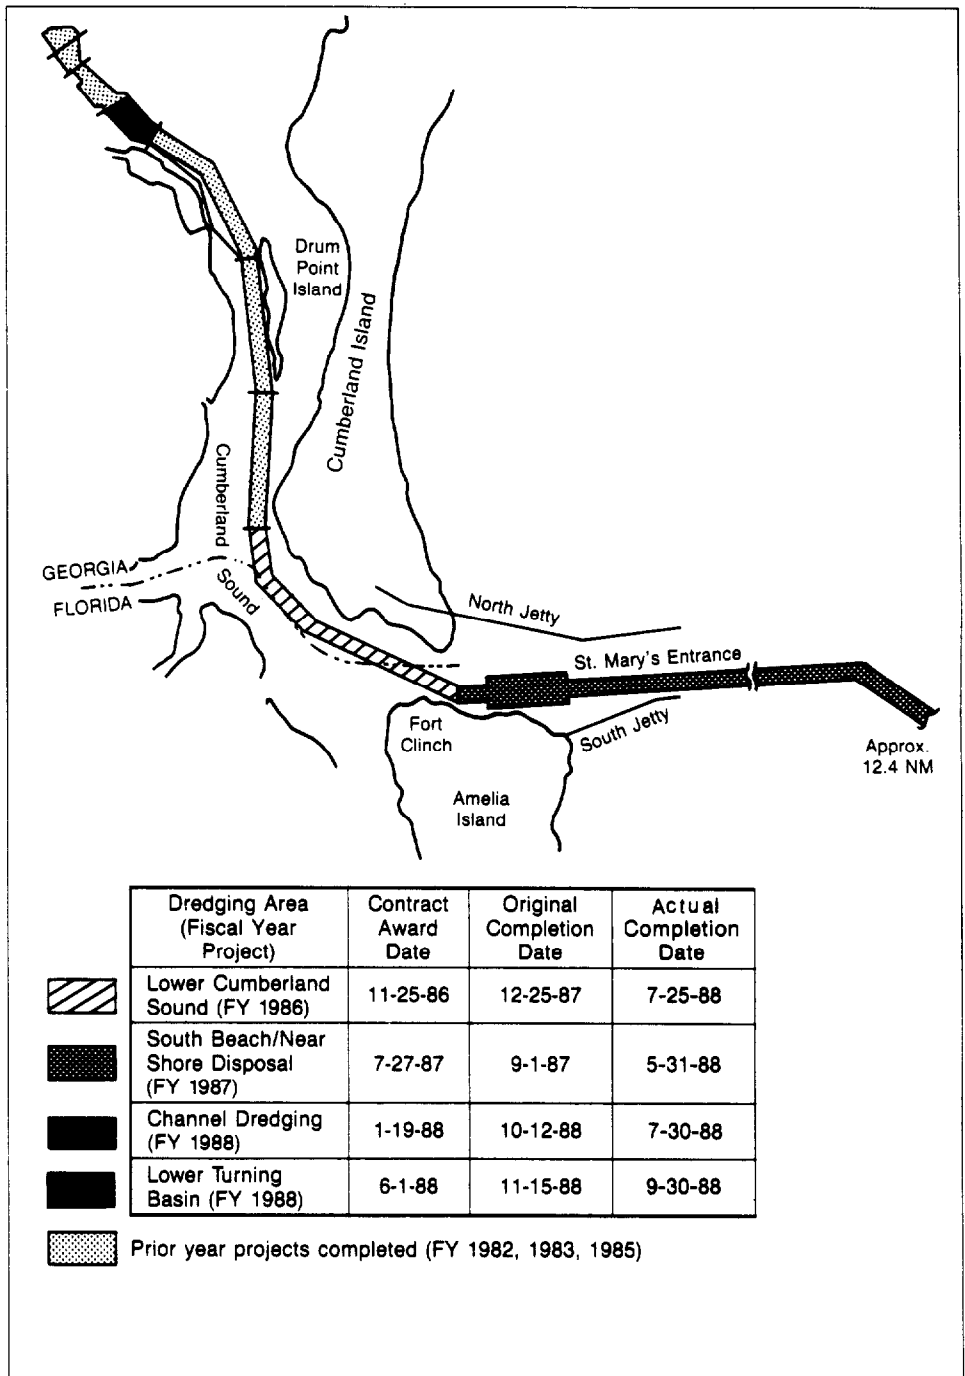 Drum
Point
Island
Cumberland Island
Cumberland
Sound
GEORGIA
FLORIDA
North Jetty
St. Mary's Entrance
South Jetty
Fort
Clinch
Approx.
12.4 NM
Amelia
Island
Dredging Area
(Fiscal Year
Project)
Contract
Award
Date
Original
Completion
Date
Actual
Completion
Date
Lower Cumberland
Sound (FY 1986)
11-25-86
12-25-87
7-25-88
South Beach/Near
Shore Disposal
(FY 1987)
7-27-87
9-1-87
5-31-88
Channel Dredging
(FY 1988)
1-19-88
10-12-88
7-30-88
Lower Turning
Basin (FY 1988)
6-1-88
11-15-88
9-30-88
Prior year projects completed (FY 1982, 1983, 1985)